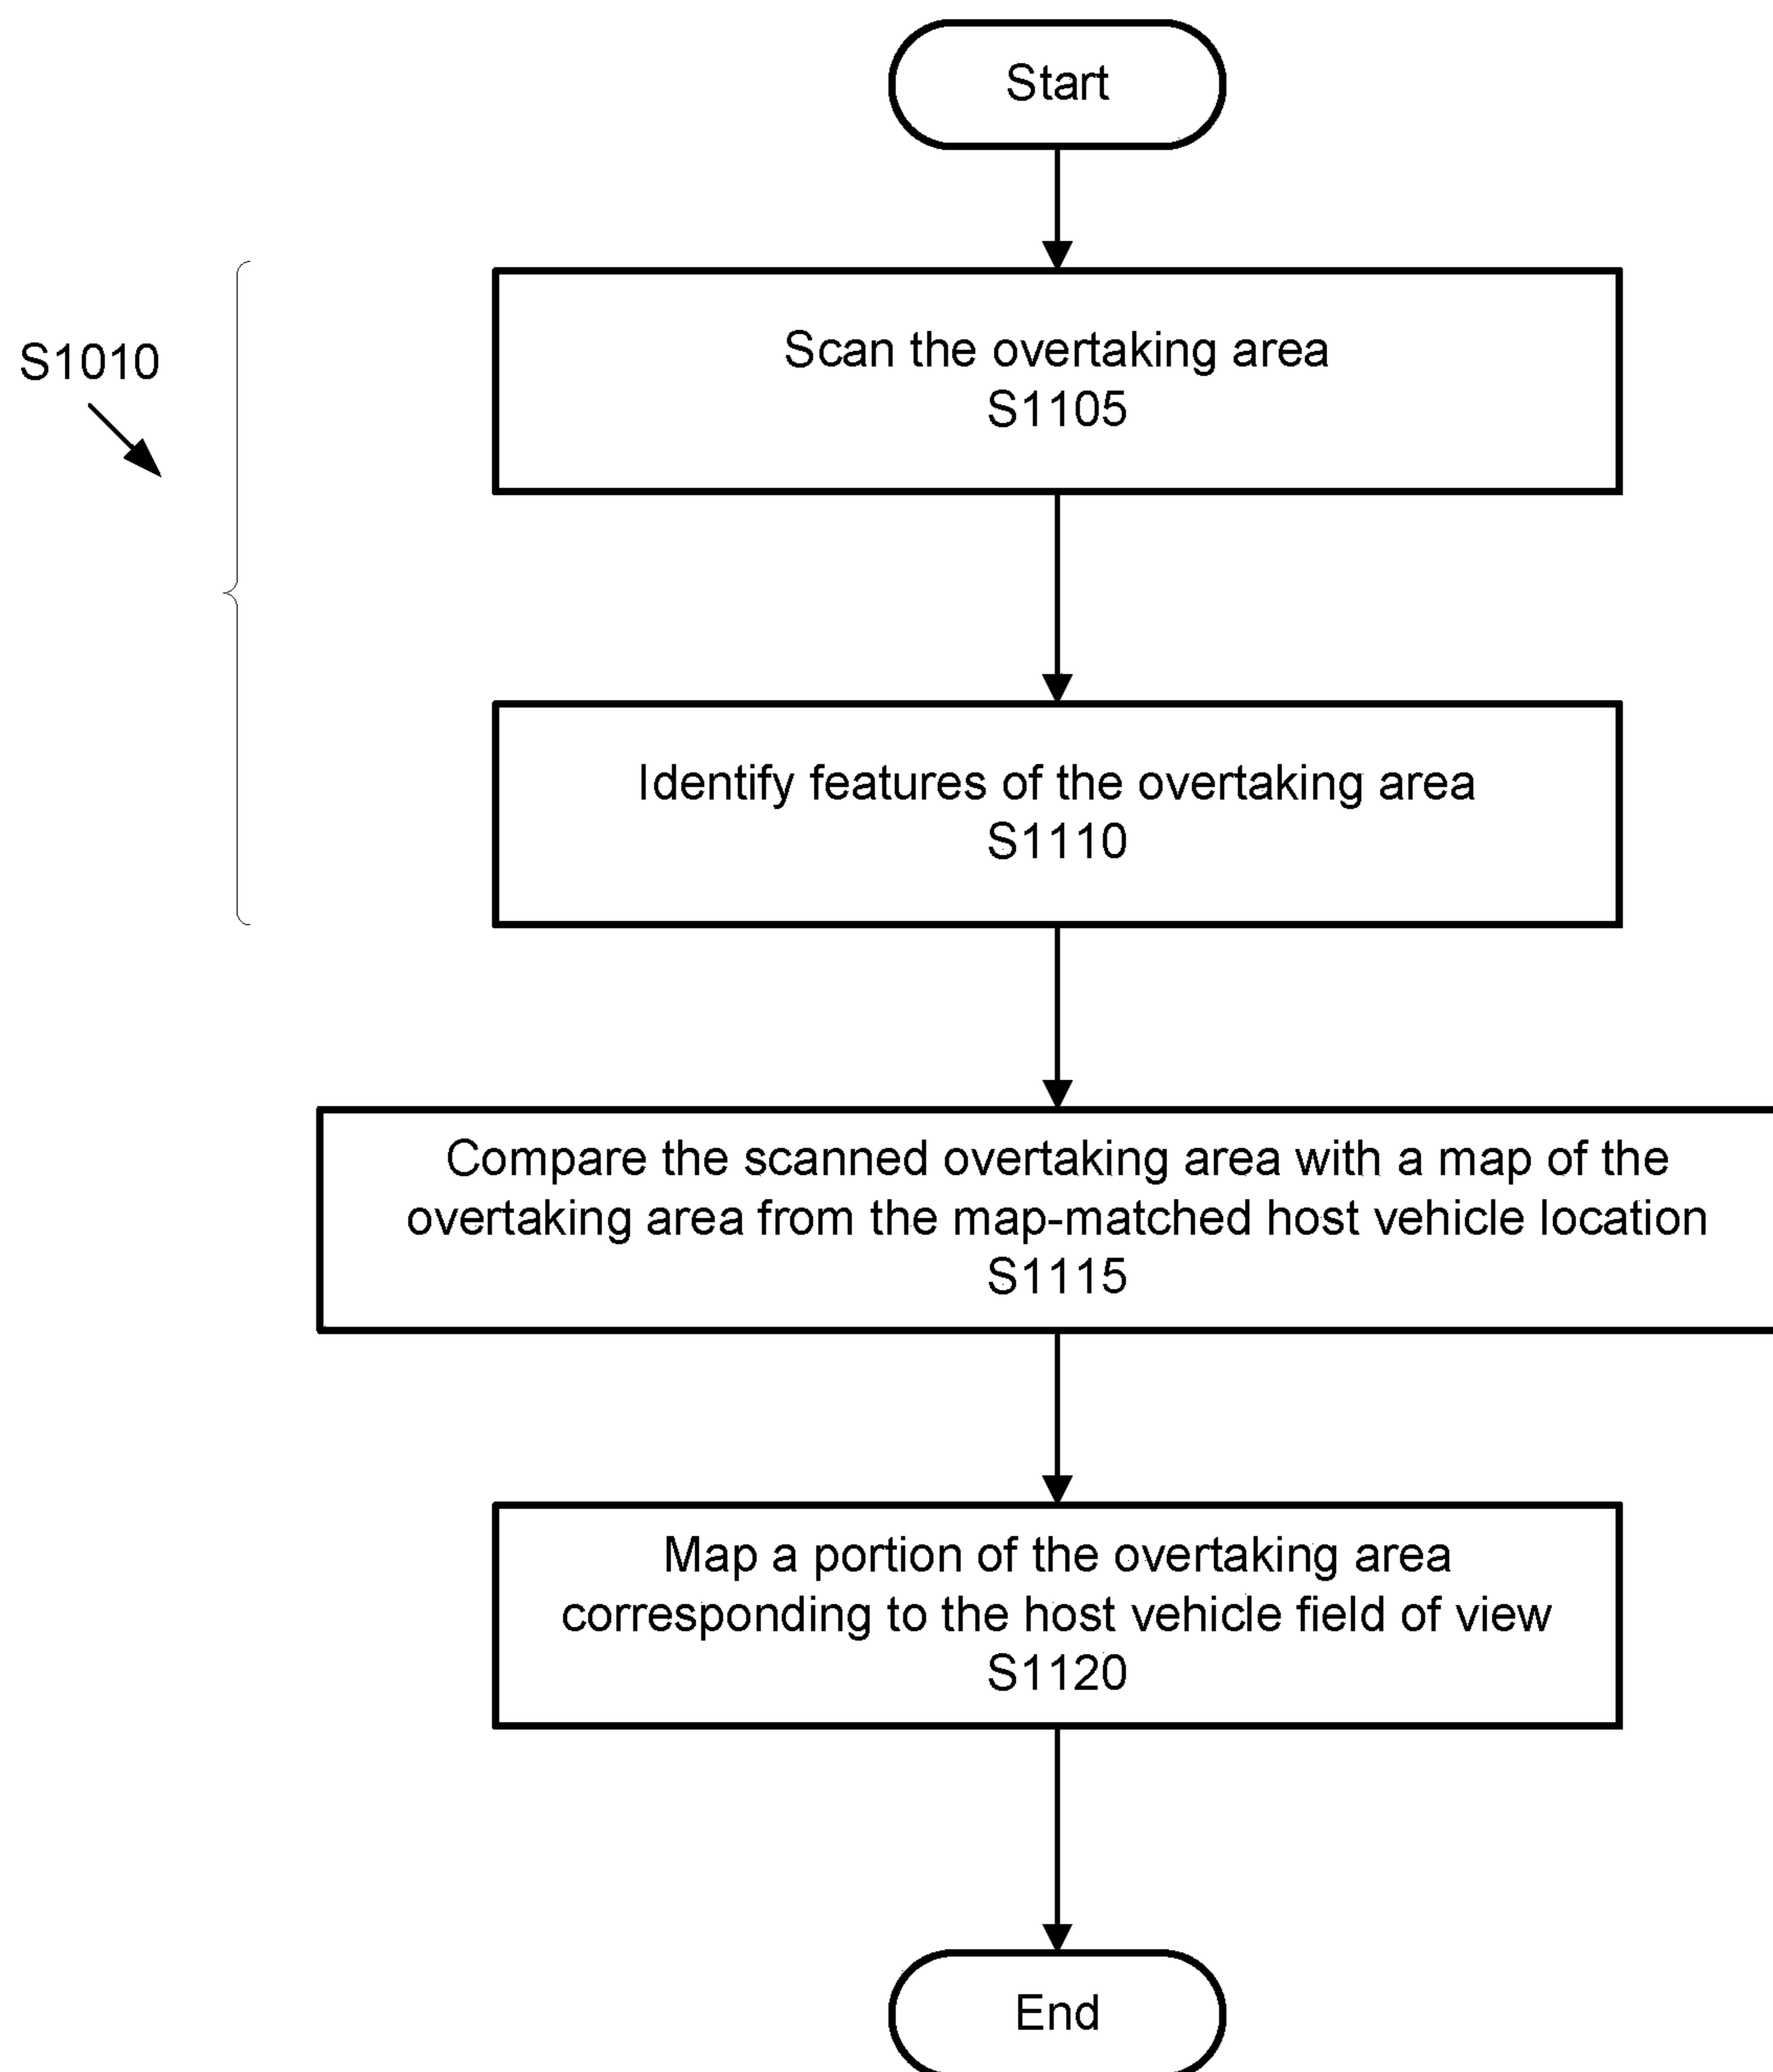 Start
S1010
Scan the overtaking area
S1105
Identify features of the overtaking area
S1110
Compare the scanned overtaking area with a map of the
overtaking area from the map-matched host vehicle location
S1115
Map a portion of the overtaking area
corresponding to the host vehicle field of view
S1120
End